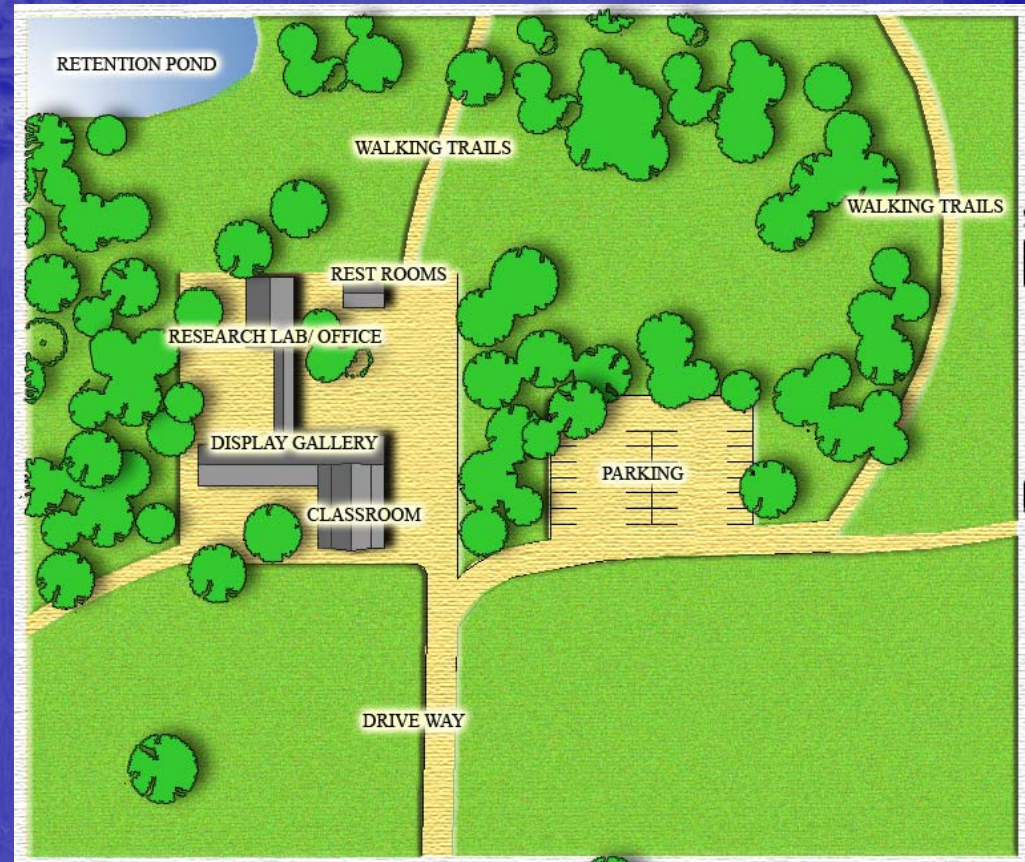 RETENTION POND
WALKING TRAILS
WALKING TRAILS
REST ROOMS
RESEARCH LAB/ OFFICE
DISPLAY GALLERY
PARKING
CLASSROOM
DRIVE WAY